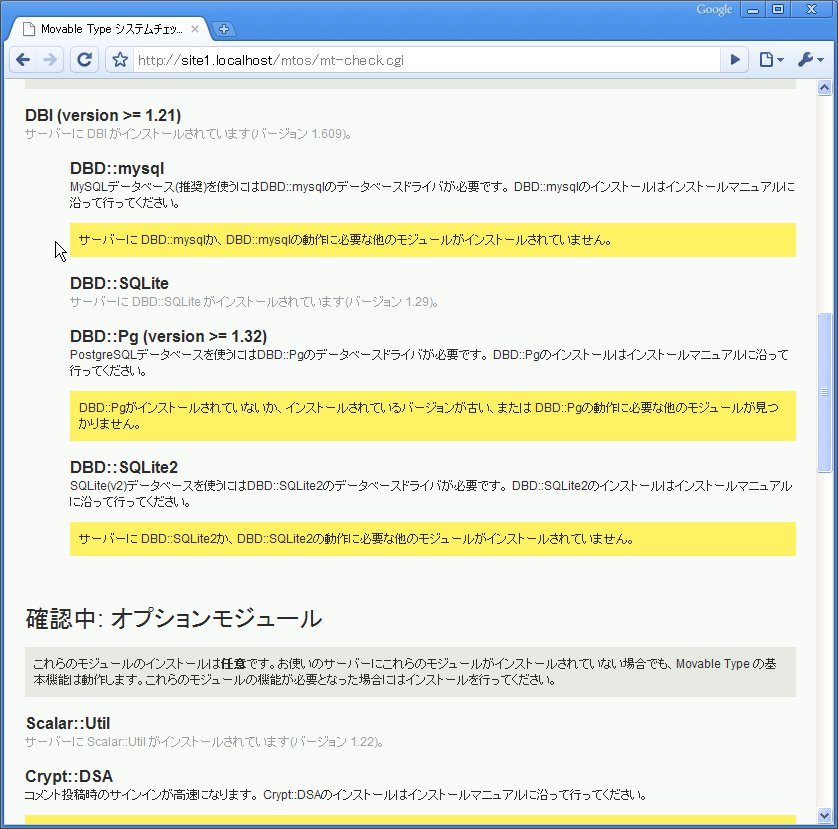 Google
Movable Type システムチェッ...
http://site1.localhost/mtos/mt-check.cgi
DBI (version >= 1.21)
サーバーに DBI がインストールされています(バージョン 1.609)。
DBD::mysql
MySQLデータベース(推奨)を使うにはDBD::mysqlのデータベースドライバが必要です。 DBD::mysqlのインストールはインストールマニュアルに
沿って行ってください。
サーバーに DBD::mysqlか、DBD::mysqlの動作に必要な他のモジュールがインストールされていません。
DBD::SQLite
サーバーに DBD::SQLite がインストールされています(バージョン 1.29)。
DBD::Pg (version >= 1.32)
PostgreSQLデータベースを使うにはDBD::Pgのデータベースドライバが必要です。 DBD::Pgのインストールはインストールマニュアルに沿って
行ってください。
DBD::Pgがインストールされていないか、インストールされているバージョンが古い、または DBD::Pgの動作に必要な他のモジュールが見つ
かりません。
DBD::SQLite2
SQLite(v2)データベースを使うにはDBD::SQLite2のデータベースドライバが必要です。 DBD::SQLite2のインストールはインストールマニュアル
に沿って行ってください。
サーバーに DBD::SQLite2か、DBD::SQLite2の動作に必要な他のモジュールがインストールされていません。
確認中: オプションモジュール
これらのモジュールのインストールは任意です。お使いのサーバーにこれらのモジュールがインストールされていない場合でも、Movable Type の基
本機能は動作します。これらのモジュールの機能が必要となった場合にはインストールを行ってください。
Scalar::Util
サーバーに Scalar::Util がインストールされています(バージョン 1.22)。
Crypt::DSA
コメント投稿時のサインインが高速になります。 Crypt::DSAのインストールはインストールマニュアルに沿って行ってください。